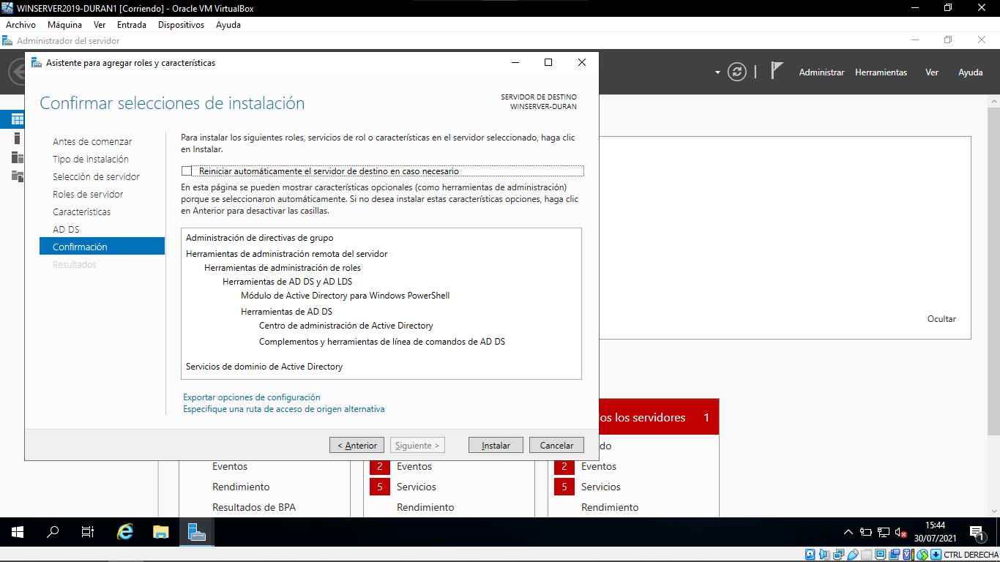 WINSERVER2019-DURAN1 [Corriendo] - Oracle VM VirtualBox
Archivo Máquina Ver Entrada Dispositivos Ayuda
Administrador del servidor
Administrar Herramientas Ver Ayuda
Asistente para agregar roles y características
Confirmar selecciones de instalación
SERVIDOR DE DESTINO
WINSERVER-DURAN
Antes de comenzar
Tipo de instalación
Selección de servidor
Roles de servidor
Características
AD DS
Confirmación
Resultados
Para instalar los siguientes roles, servicios de rol o características en el servidor seleccionado, haga clic
en Instalar.
Reiniciar automáticamente el servidor de destino en caso necesario
En esta página se pueden mostrar características opcionales (como herramientas de administración)
porque se seleccionaron automáticamente. Si no desea instalar estas características opciones, haga clic
en Anterior para desactivar las casillas.
Administración de directivas de grupo
Herramientas de administración remota del servidor
Herramientas de administración de roles
Herramientas de AD DS y AD LDS
Módulo de Active Directory para Windows PowerShell
Herramientas de AD DS
Centro de administración de Active Directory
Complementos y herramientas de línea de comandos de AD DS
Servicios de dominio de Active Directory
Exportar opciones de configuración
Especifique una ruta de acceso de origen alternativa
< Anterior Siguiente > Instalar Cancelar
Ocultar
os los servidores 1
do
Eventos 2 Eventos 2 Eventos
Rendimiento 5 Servicios 5 Servicios
Resultados de BPA Rendimiento Rendimiento
15:44
30/07/2021
1
CTRL DERECHA